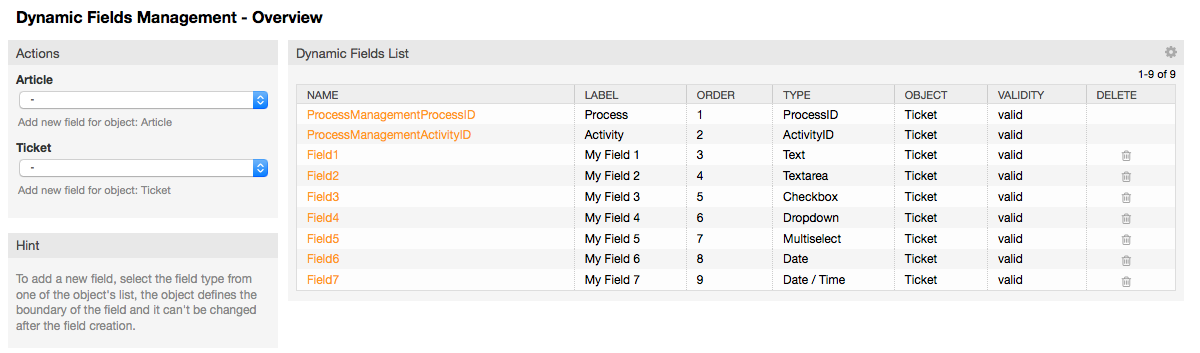 Dynamic Fields Management - Overview
Actions
Article
-
Add new field for object: Article
Ticket
-
Add new field for object: Ticket
Hint
To add a new field, select the field type from
one of the object's list, the object defines the
boundary of the field and it can't be changed
after the field creation.
Dynamic Fields List
1-9 of 9
NAME LABEL ORDER TYPE OBJECT VALIDITY DELETE
ProcessManagementProcessID Process 1 ProcessID Ticket valid
ProcessManagementActivityID Activity 2 ActivityID Ticket valid
Field1 My Field 1 3 Text Ticket valid
Field2 My Field 2 4 Textarea Ticket valid
Field3 My Field 3 5 Checkbox Ticket valid
Field4 My Field 4 6 Dropdown Ticket valid
Field5 My Field 5 7 Multiselect Ticket valid
Field6 My Field 6 8 Date Ticket valid
Field7 My Field 7 9 Date / Time Ticket valid